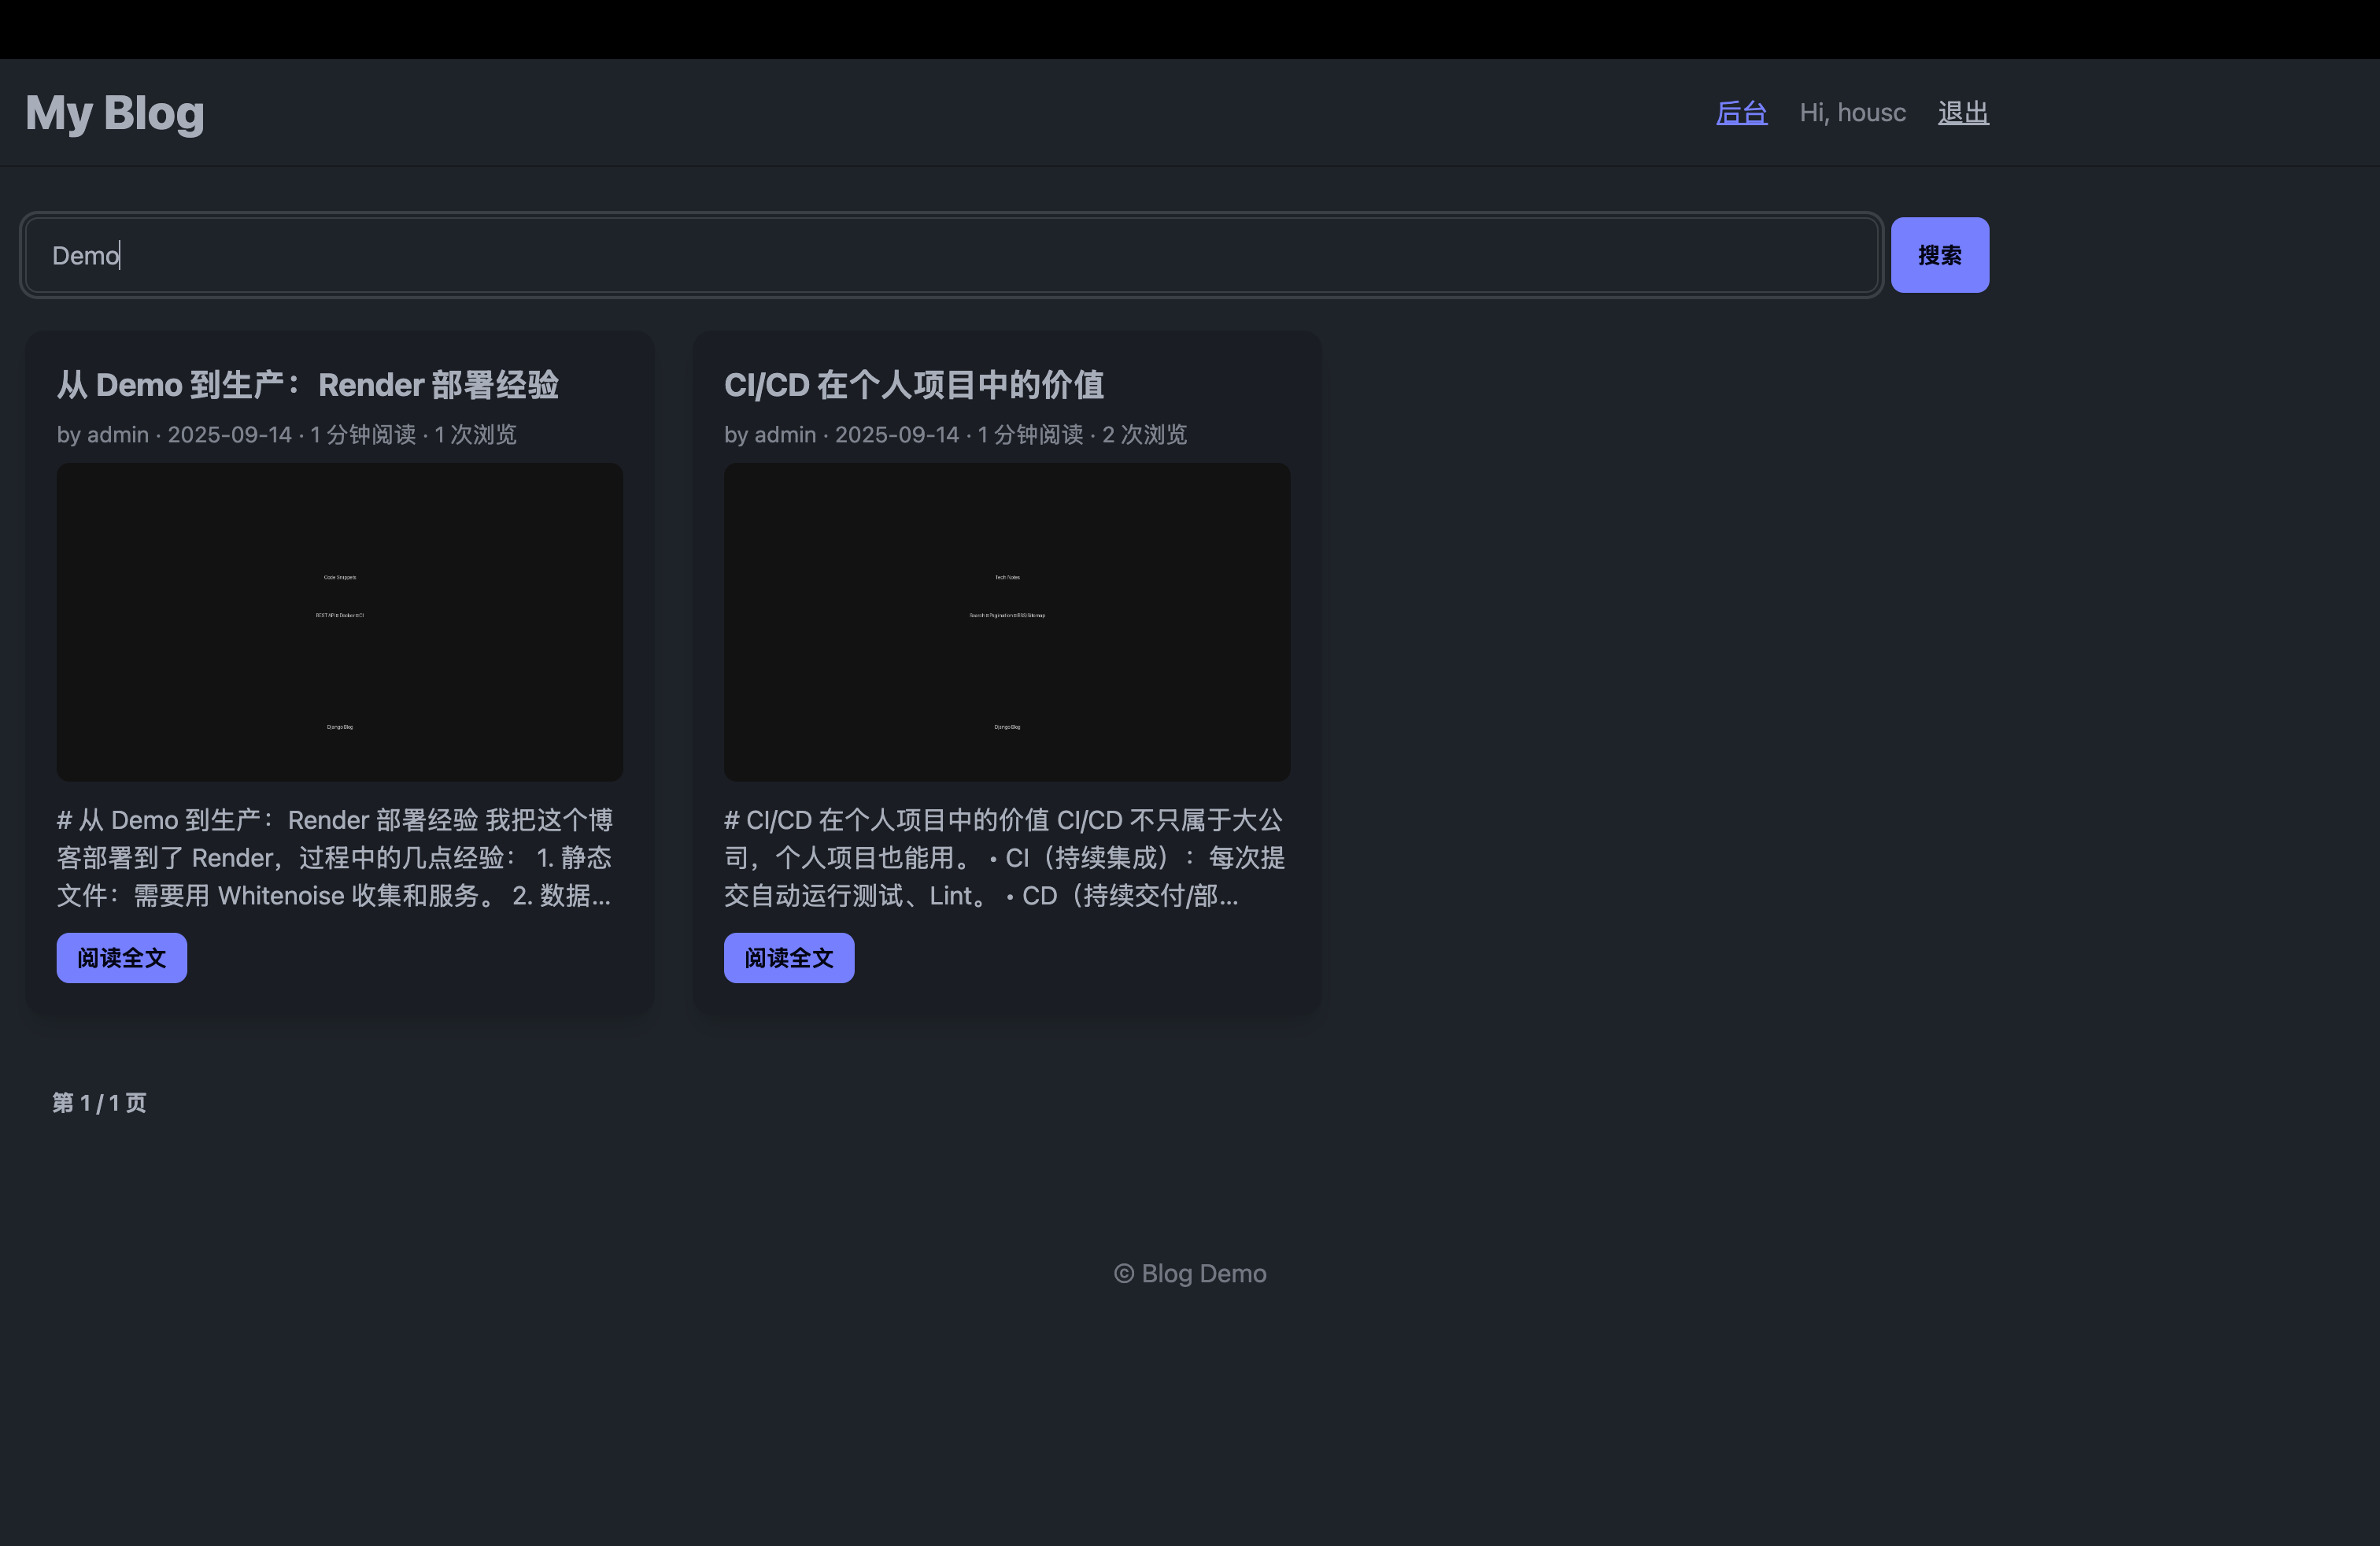 My Blog
后台 Hi, housc 退出
Demo
搜索
从 Demo 到生产：Render 部署经验
by admin · 2025-09-14 · 1 分钟阅读 · 1 次浏览
Code Snippets
REST API Docker CI
Django Blog
# 从 Demo 到生产：Render 部署经验 我把这个博
客部署到了 Render，过程中的几点经验： 1. 静态
文件：需要用 Whitenoise 收集和服务。 2. 数据...
阅读全文
CI/CD 在个人项目中的价值
by admin · 2025-09-14 · 1 分钟阅读 · 2 次浏览
Tech Notes
Search Pagination RSS/Sitemap
Django Blog
# CI/CD 在个人项目中的价值 CI/CD 不只属于大公
司，个人项目也能用。 • CI（持续集成）：每次提
交自动运行测试、Lint。 • CD（持续交付/部...
阅读全文
第 1 / 1 页
© Blog Demo